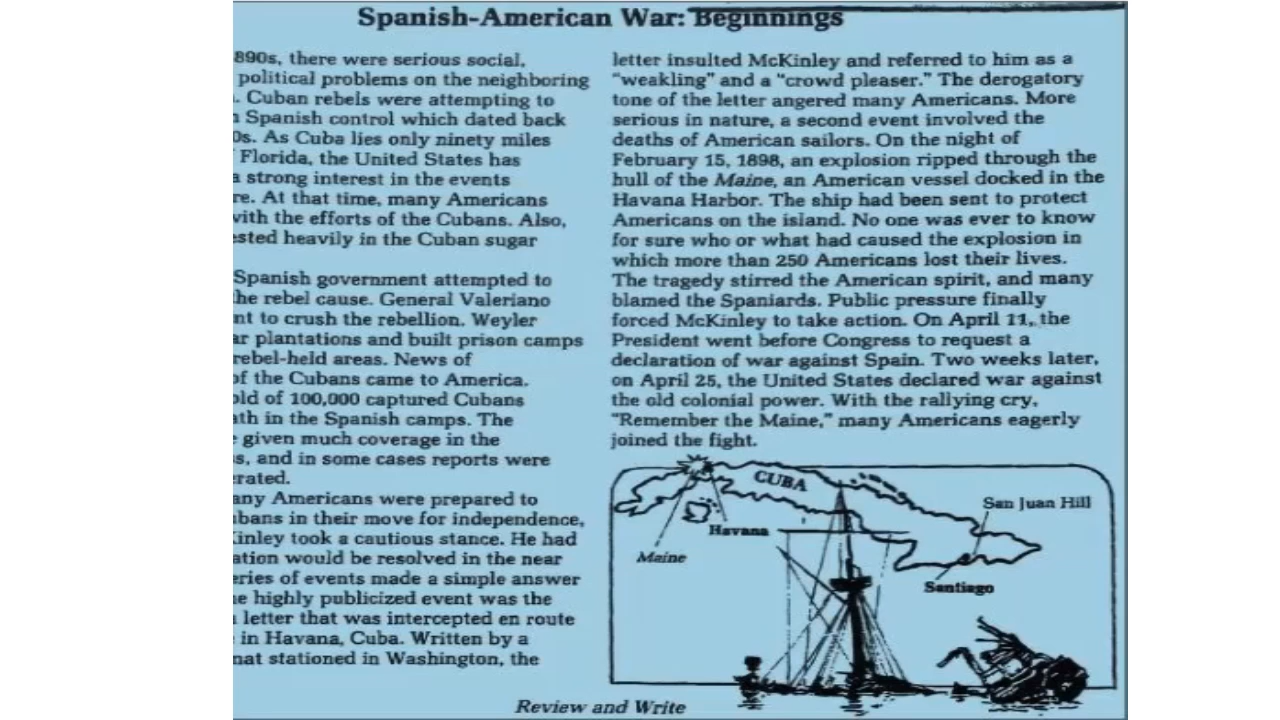 Spanish-American War: Beginnings
890s, there were serious social,
political problems on the neighboring
. Cuban rebels were attempting to
Spanish control which dated back
0s. As Cuba lies only ninety miles
Florida, the United States has
a strong interest in the events
re. At that time, many Americans
with the efforts of the Cubans. Also,
ested heavily in the Cuban sugar
Spanish government attempted to
he rebel cause. General Valeriano
nt to crush the rebellion. Weyler
ar plantations and built prison camps
rebel-held areas. News of
of the Cubans came to America.
old of 100,000 captured Cubans
ath in the Spanish camps. The
given much coverage in the
s, and in some cases reports were
rated.
any Americans were prepared to
ubans in their move for independence,
Kinley took a cautious stance. He had
ation would be resolved in the near
eries of events made a simple answer
e highly publicized event was the
letter that was intercepted en route
in Havana, Cuba. Written by a
mat stationed in Washington, the
letter insulted McKinley and referred to him as a
"weakling" and a "crowd pleaser." The derogatory
tone of the letter angered many Americans. More
serious in nature, a second event involved the
deaths of American sailors. On the night of
February 15, 1898, an explosion ripped through the
hull of the Maine, an American vessel docked in the
Havana Harbor. The ship had been sent to protect
Americans on the island. No one was ever to know
for sure who or what had caused the explosion in
which more than 250 Americans lost their lives.
The tragedy stirred the American spirit, and many
blamed the Spaniards. Public pressure finally
forced McKinley to take action. On April 11, the
President went before Congress to request a
declaration of war against Spain. Two weeks later,
on April 25, the United States declared war against
the old colonial power. With the rallying cry,
"Remember the Maine," many Americans eagerly
joined the fight.
CUBA
San Juan Hill
Havana
Maine
Santiago
Review and Write